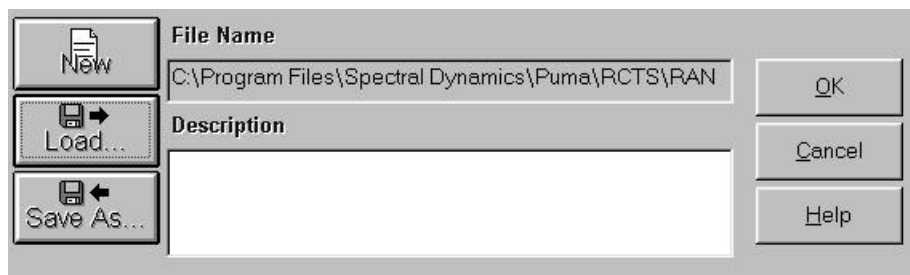 New
Load...
Save As...
File Name
C:\Program Files\Spectral Dynamics\Puma\RCTS\RAN
Description
OK
Cancel
Help